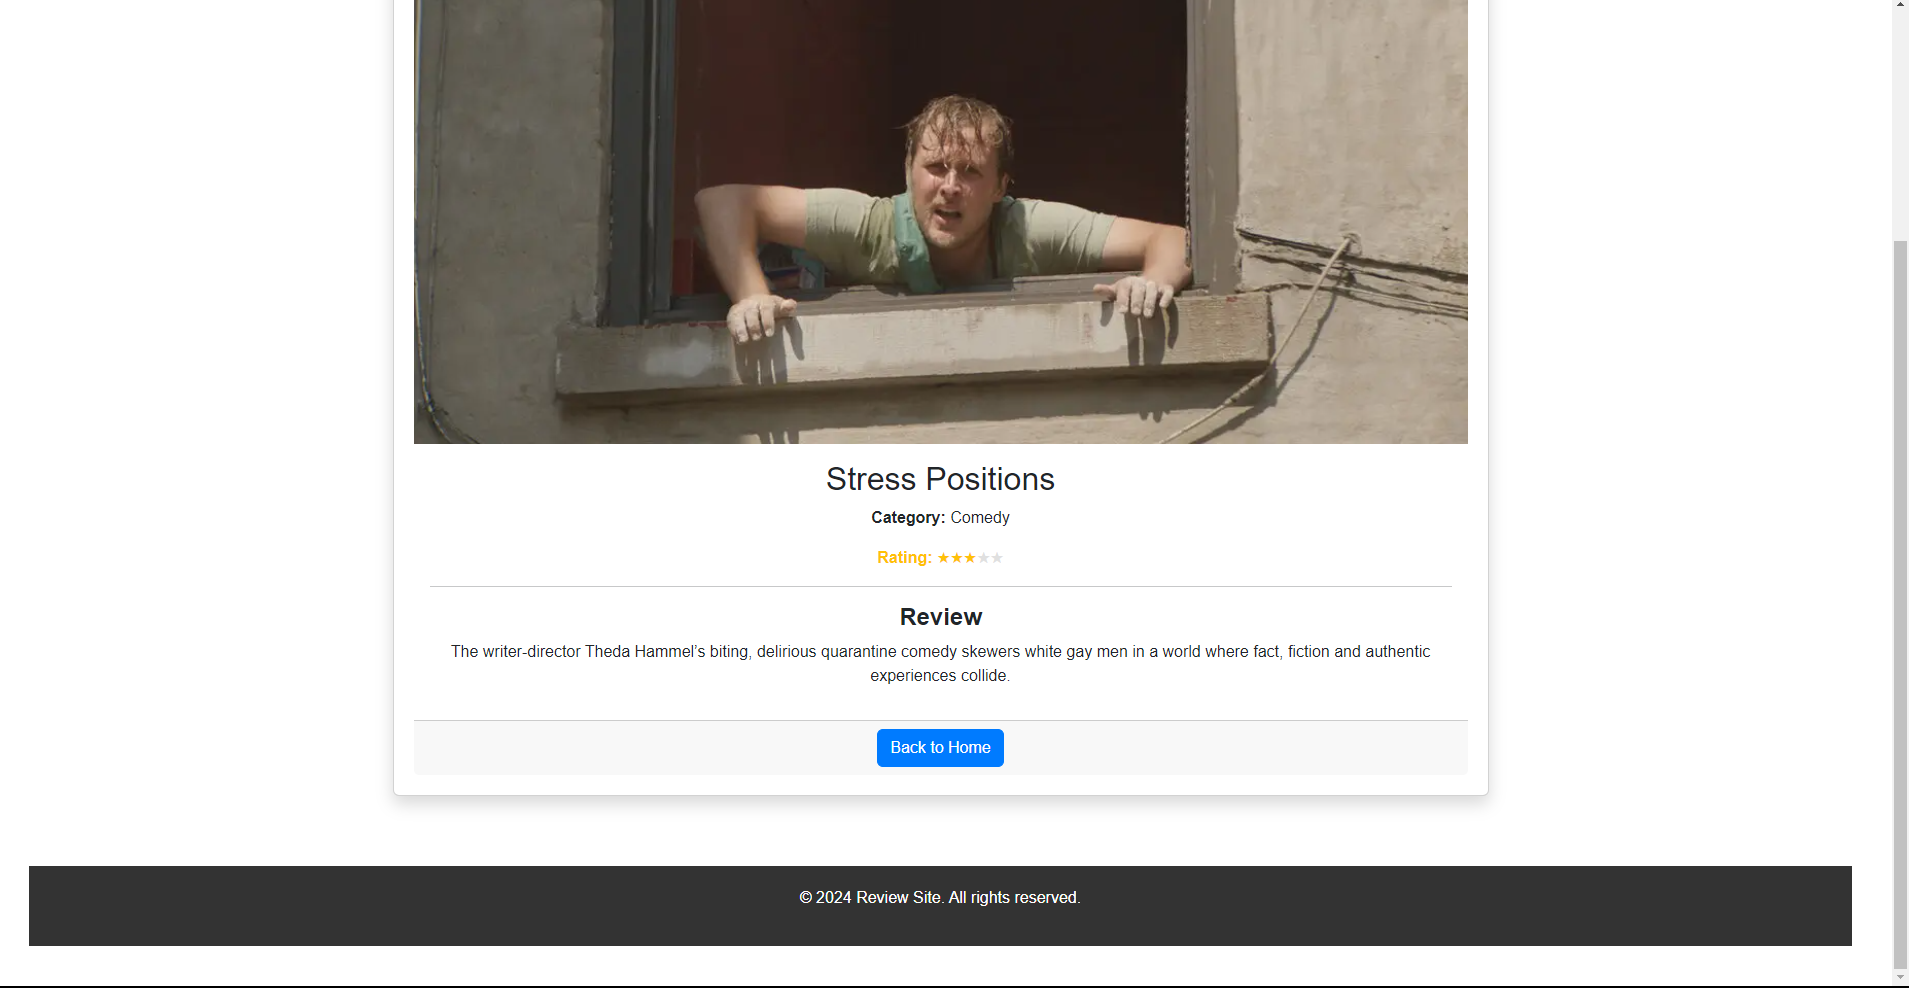 Stress Positions
Category: Comedy
Rating: ★★★★★
Review
The writer-director Theda Hammel’s biting, delirious quarantine comedy skewers white gay men in a world where fact, fiction and authentic
experiences collide.
Back to Home
© 2024 Review Site. All rights reserved.